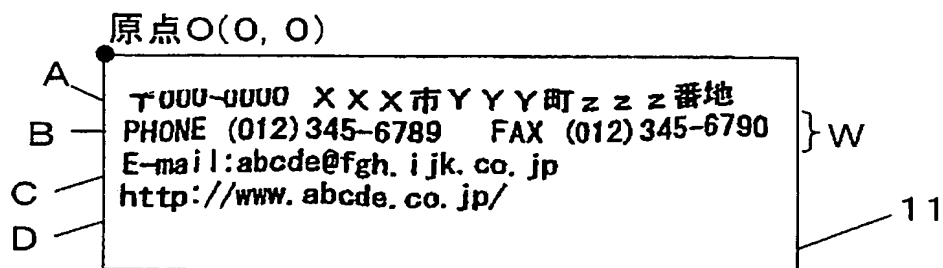 原点O(0, 0)
A
〒000-0000 XXX市YYY町zzz番地
B
PHONE (012)345-6789 FAX (012)345-6790
W
E-mail:abcde@fgh.ijk.co.jp
C
http://www.abcde.co.jp/
11
D